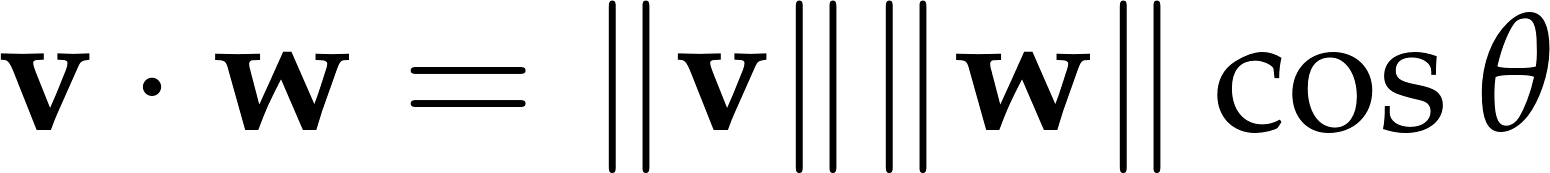 v · w = ‖v‖‖w‖ cos θ